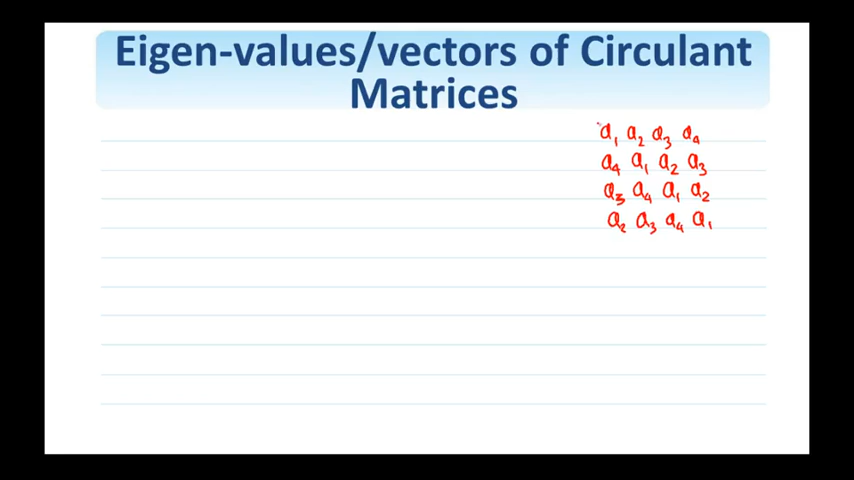 Eigen-values/vectors of Circulant
Matrices
a₁ a₂ a₃ a₄
a₄ a₁ a₂ a₃
a₃ a₄ a₁ a₂
a₂ a₃ a₄ a₁